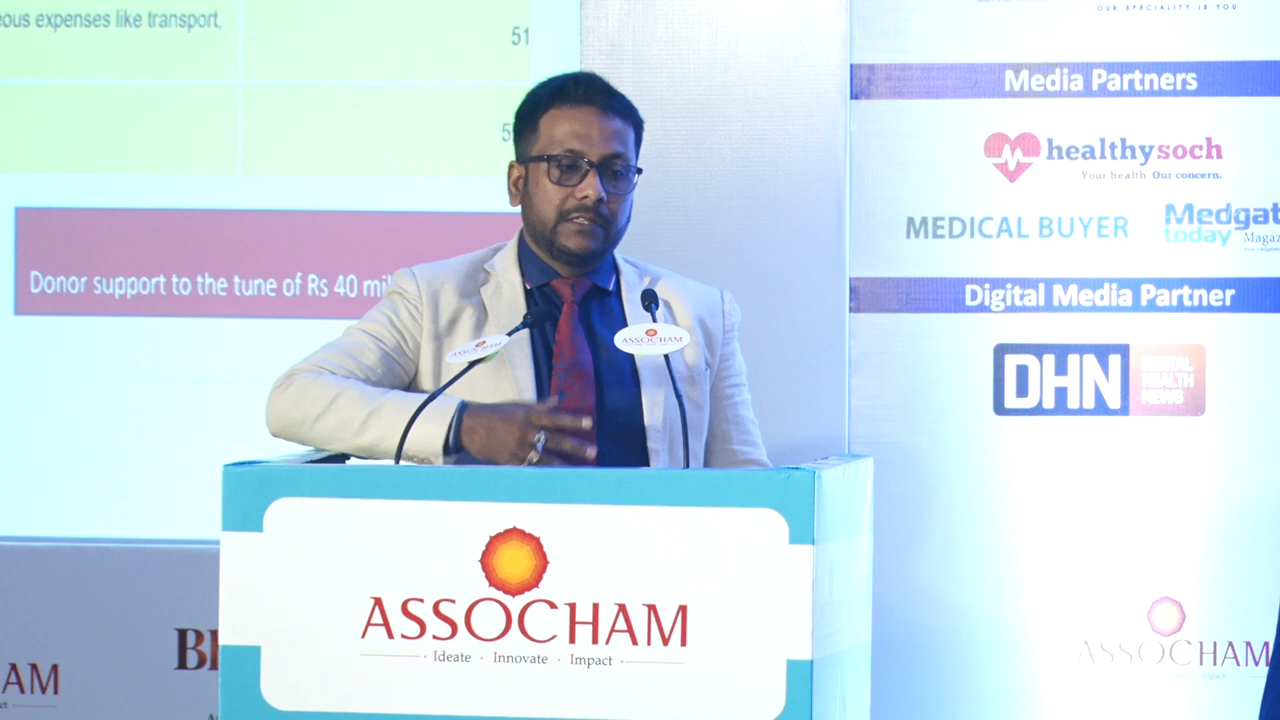 eous expenses like transport,
51
Donor support to the tune of Rs 40 mil
OUR SPECIALITY IS YOU
Media Partners
healthysoch
Your health. Our concern.
MEDICAL BUYER
Medgat
today
Magaz
Digital Media Partner
DHN
DIGITAL
HEALTH
NEWS
ASSOCHAM
ASSOCHAM
ASSOCHAM
Ideate · Innovate · Impact
AM
ASSOCHAM
Impact